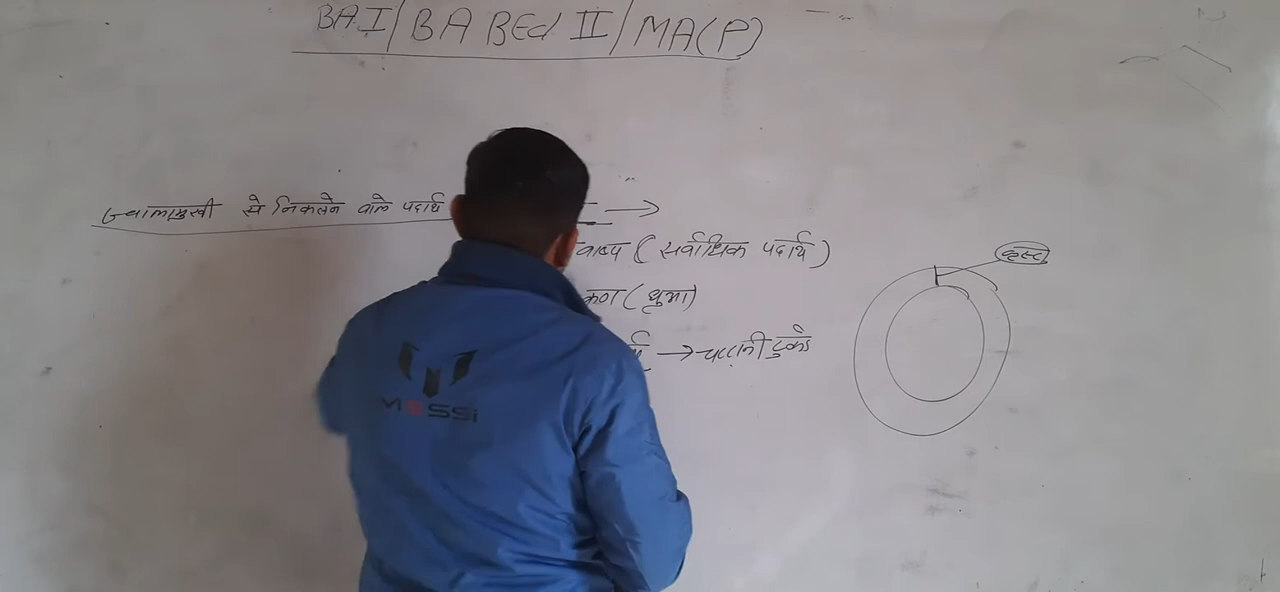 BA I / BA BEd II / MA(P)
ज्वालामुखी से निकलने वाले पदार्थ
वाष्प ( सर्वाधिक पदार्थ )
क्रस्ट
कण ( धुआ )
→ चट्टानी टुकडे
MESSi